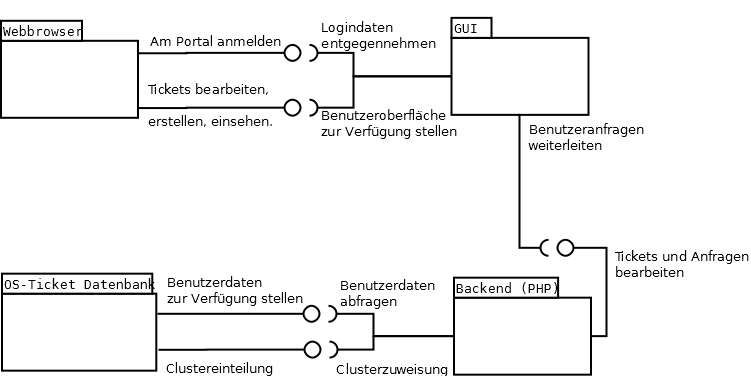 Webbrowser
Am Portal anmelden
Logindaten
entgegennehmen
GUI
Tickets bearbeiten,
erstellen, einsehen.
Benutzeroberfläche
zur Verfügung stellen
Benutzeranfragen
weiterleiten
Tickets und Anfragen
bearbeiten
OS-Ticket Datenbank
Benutzerdaten
zur Verfügung stellen
Benutzerdaten
abfragen
Backend (PHP)
Clustereinteilung
Clusterzuweisung